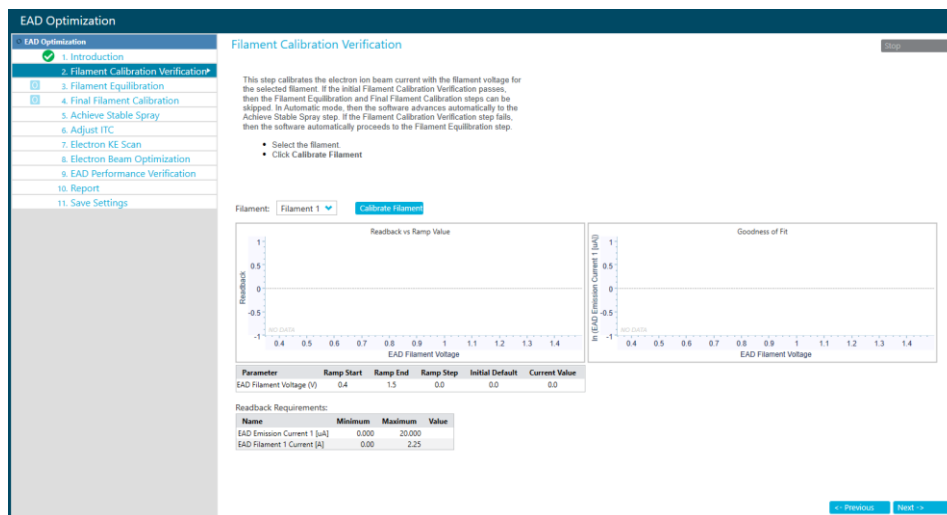 EAD Optimization
EAD Optimization
1. Introduction
2. Filament Calibration Verification
3. Filament Equilibration
4. Final Filament Calibration
5. Achieve Stable Spray
6. Adjust ITC
7. Electron KE Scan
8. Electron Beam Optimization
9. EAD Performance Verification
10. Report
11. Save Settings
Filament Calibration Verification
Stop
This step calibrates the electron ion beam current with the filament voltage for
the selected filament. If the initial Filament Calibration Verification passes,
then the Filament Equilibration and Final Filament Calibration steps can be
skipped. In Automatic mode, then the software advances automatically to the
Achieve Stable Spray step. If the Filament Calibration Verification step fails,
then the software automatically proceeds to the Filament Equilibration step.
• Select the filament.
• Click Calibrate Filament
Filament: Filament 1 Calibrate Filament
Readback vs Ramp Value
Readback
1
0.5
0
-0.5
-1
NO DATA
0.4 0.5 0.6 0.7 0.8 0.9 1 1.1 1.2 1.3 1.4
EAD Filament Voltage
Goodness of Fit
ln (EAD Emission Current 1 [uA])
1
0.5
0
-0.5
-1
NO DATA
0.4 0.5 0.6 0.7 0.8 0.9 1 1.1 1.2 1.3 1.4
EAD Filament Voltage
Parameter Ramp Start Ramp End Ramp Step Initial Default Current Value
EAD Filament Voltage (V) 0.4 1.5 0.0 0.0 0.0
Readback Requirements:
Name Minimum Maximum Value
EAD Emission Current 1 [uA] 0.000 20.000
EAD Filament 1 Current [A] 0.00 2.25
<- Previous Next ->